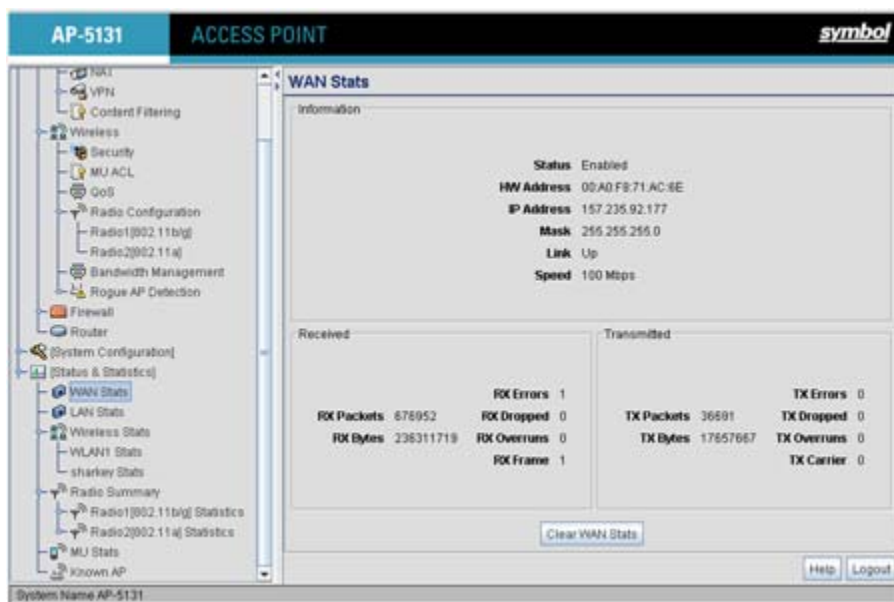 AP-5131
ACCESS POINT
symbol
NAT
VPN
Content Filtering
Wireless
Security
MU ACL
QoS
Radio Configuration
Radio1[802.11b/g]
Radio2[802.11a]
Bandwidth Management
Rogue AP Detection
Firewall
Router
[System Configuration]
[Status & Statistics]
WAN Stats
LAN Stats
Wireless Stats
WLAN1 Stats
sharkey Stats
Radio Summary
Radio1[802.11b/g] Statistics
Radio2[802.11a] Statistics
MU Stats
Known AP
WAN Stats
Information
Status Enabled
HW Address 00:A0:F8:71:AC:6E
IP Address 157.235.92.177
Mask 255.255.255.0
Link Up
Speed 100 Mbps
Received
RX Packets 676952
RX Bytes 236311719
RX Errors 1
RX Dropped 0
RX Overruns 0
RX Frame 1
Transmitted
TX Packets 36691
TX Bytes 17657667
TX Errors 0
TX Dropped 0
TX Overruns 0
TX Carrier 0
Clear WAN Stats
Help
Logout
System Name AP-5131